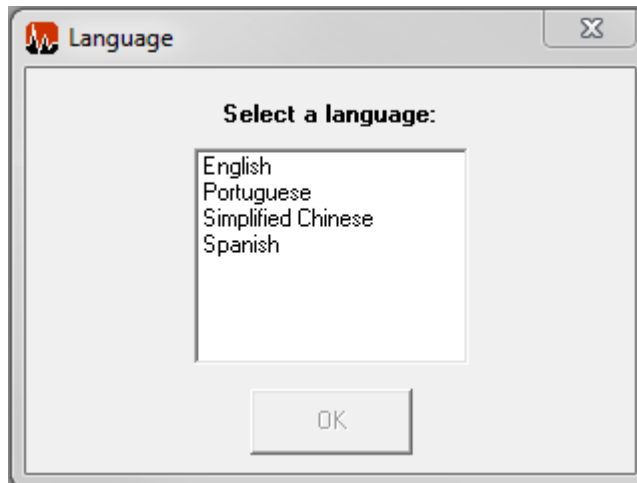 Language
Select a language:
English
Portuguese
Simplified Chinese
Spanish
OK